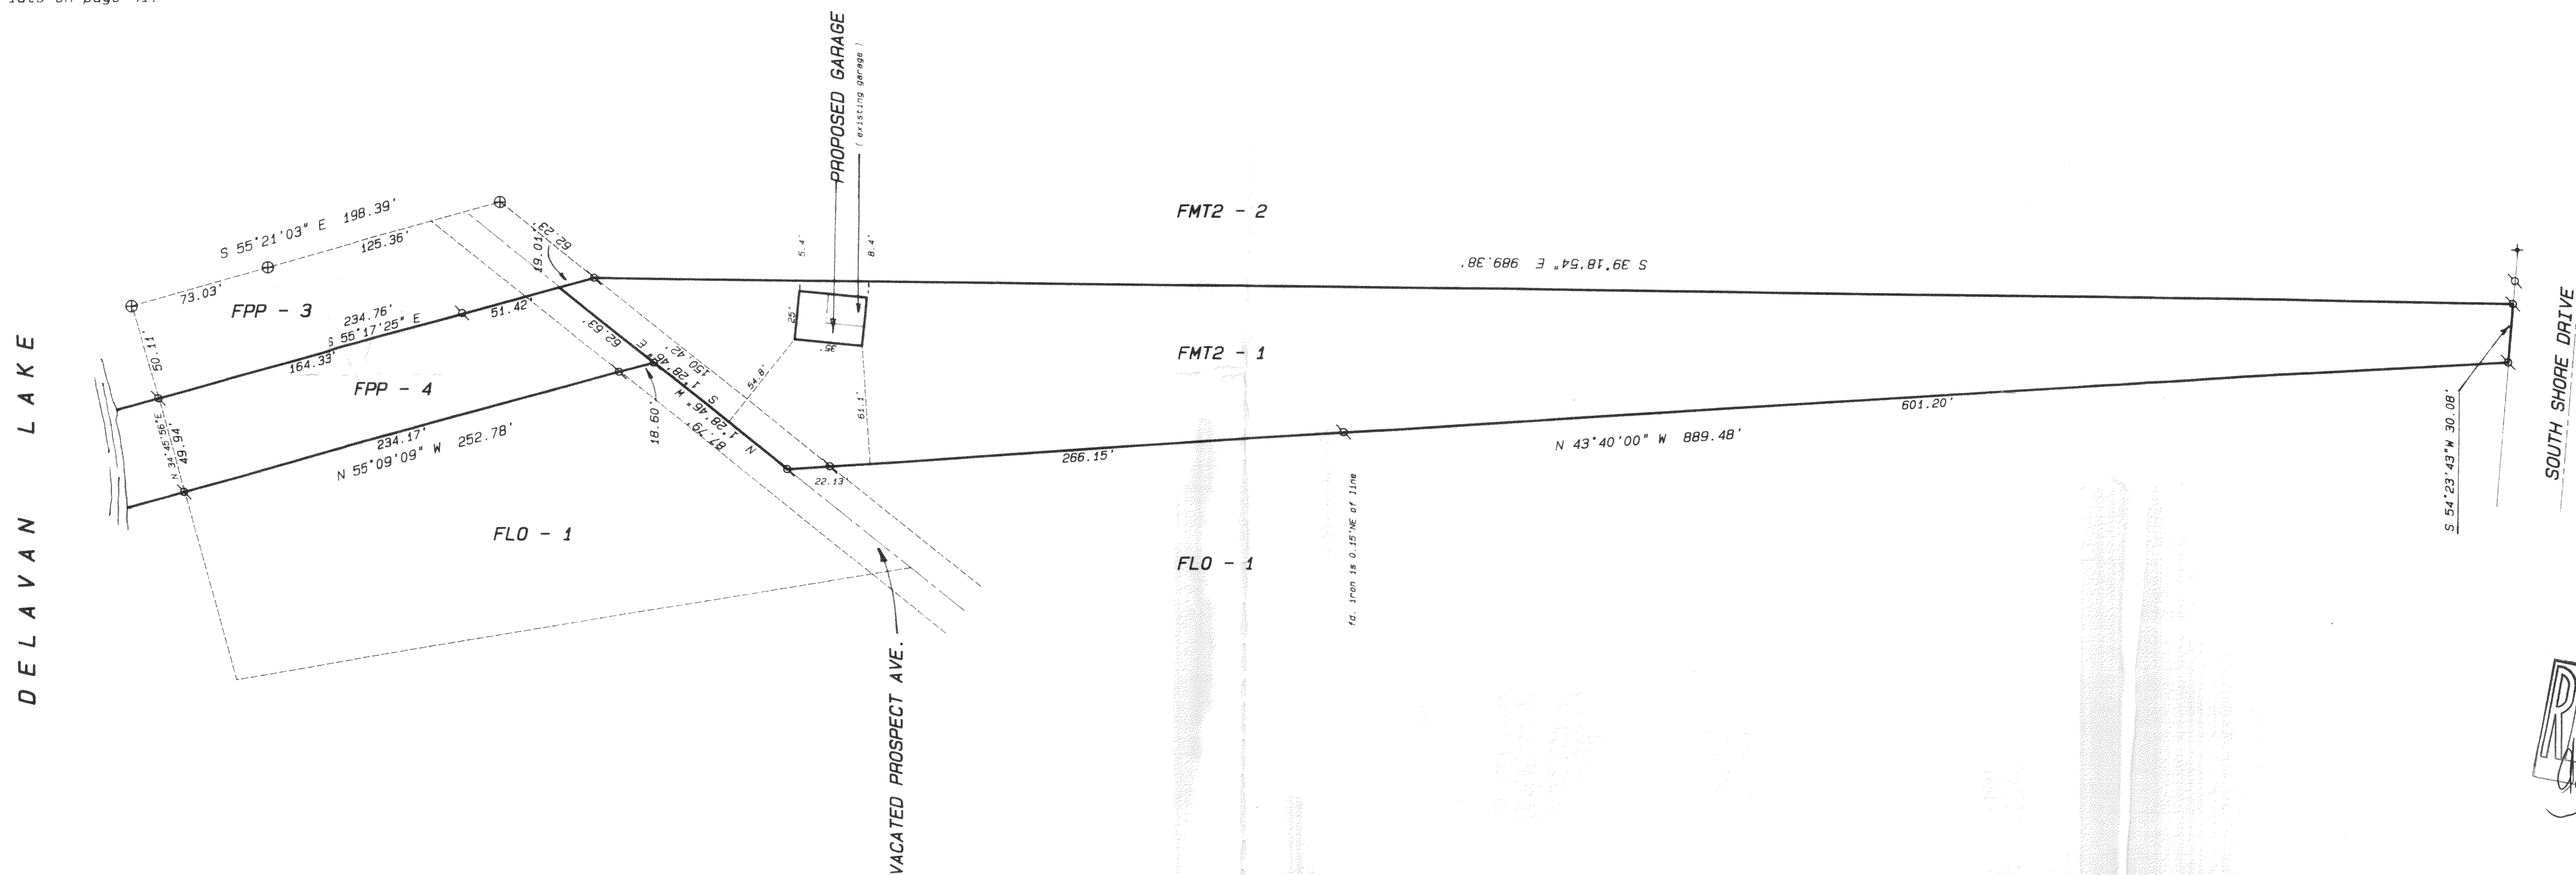 DELAVAN LAKE
S 55°21'03" E 198.39'
125.36'
73.03'
FPP - 3
50.11'
234.76'
S 55°17'25" E
164.33'
51.42'
FPP - 4
N 34°45'56" E
49.94'
234.17'
N 55°09'09" W 252.78'
FLO - 1
19.01'
62.23'
62.63'
S 1°28'46" E
150.42'
N 1°28'46" W
87.79'
18.60'
22.13'
VACATED PROSPECT AVE.
PROPOSED GARAGE
( existing garage )
5.4'
8.4'
25'
35'
54.8'
61.1'
FMT2 - 2
S 39°18'54" E 989.38'
FMT2 - 1
266.15'
601.20'
N 43°40'00" W 889.48'
fd. iron is 0.15'NE of line
FLO - 1
S 54°23'43"W 30.08'
SOUTH SHORE DRIVE